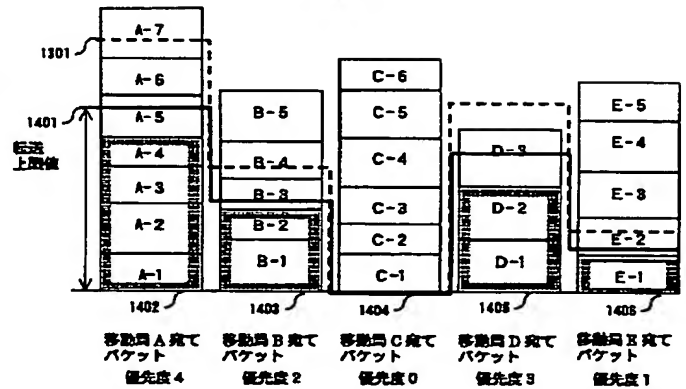 1301
1401
転送
上限値
A-7
A-6
A-5
A-4
A-3
A-2
A-1
B-5
B-4
B-3
B-2
B-1
C-6
C-5
C-4
C-3
C-2
C-1
D-3
D-2
D-1
E-5
E-4
E-3
E-2
E-1
1402
1403
1404
1405
1406
移動局A宛て
パケット
優先度4
移動局B宛て
パケット
優先度2
移動局C宛て
パケット
優先度0
移動局D宛て
パケット
優先度3
移動局E宛て
パケット
優先度1